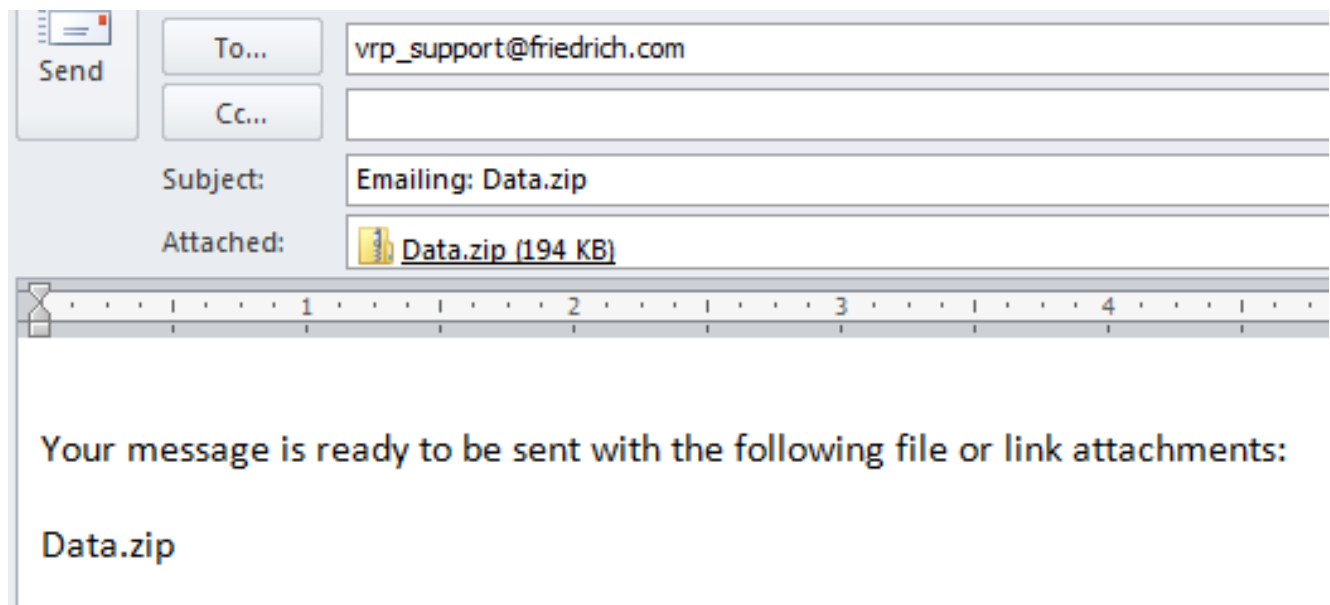 Send
To...
vrp_support@friedrich.com
Cc...
Subject:
Emailing: Data.zip
Attached:
Data.zip (194 KB)
1 2 3 4
Your message is ready to be sent with the following file or link attachments:
Data.zip